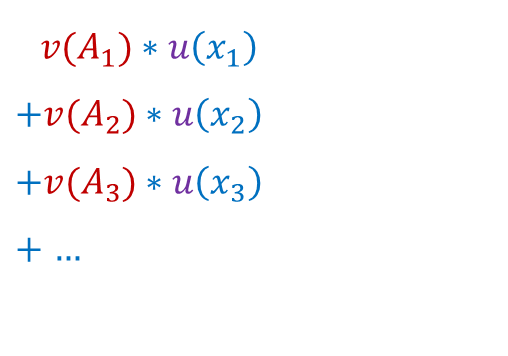 v(A₁) * u(x₁)
+v(A₂) * u(x₂)
+v(A₃) * u(x₃)
+ …